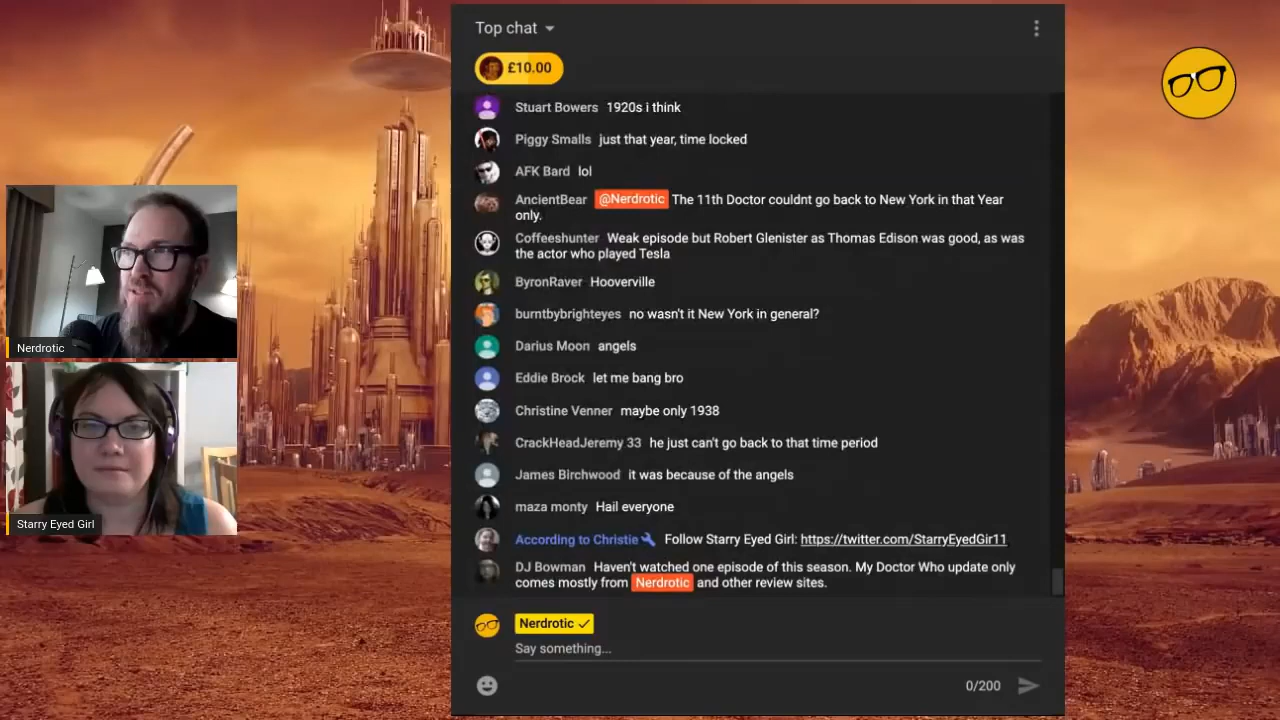 Top chat
£10.00
Stuart Bowers 1920s i think
Piggy Smalls just that year, time locked
AFK Bard lol
AncientBear @Nerdrotic The 11th Doctor couldnt go back to New York in that Year
only.
Coffeeshunter Weak episode but Robert Glenister as Thomas Edison was good, as was
the actor who played Tesla
ByronRaver Hooverville
burntbybrighteyes no wasn't it New York in general?
Darius Moon angels
Eddie Brock let me bang bro
Christine Venner maybe only 1938
CrackHeadJeremy 33 he just can't go back to that time period
James Birchwood it was because of the angels
maza monty Hail everyone
According to Christie Follow Starry Eyed Girl: https://twitter.com/StarryEyedGir11
DJ Bowman Haven't watched one episode of this season. My Doctor Who update only
comes mostly from Nerdrotic and other review sites.
Nerdrotic
Say something...
0/200
Nerdrotic
Starry Eyed Girl